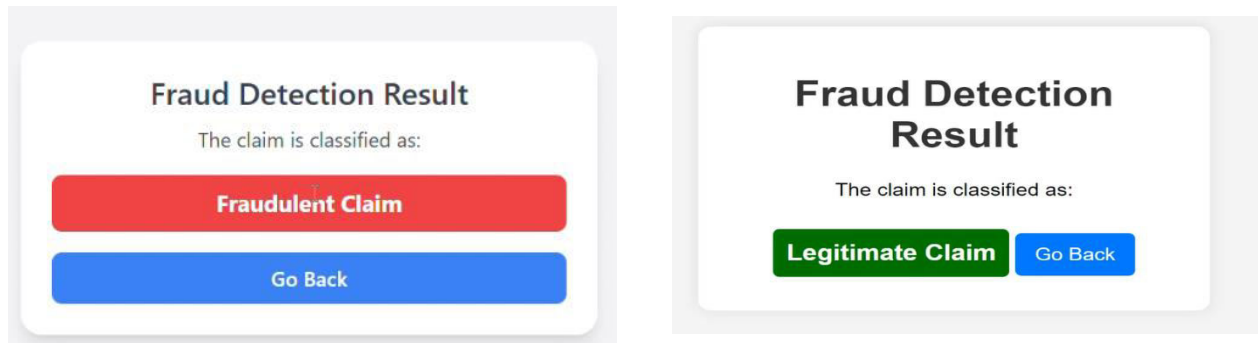 Fraud Detection Result
The claim is classified as:
Fraudulent Claim
Go Back
Fraud Detection
Result
The claim is classified as:
Legitimate Claim
Go Back